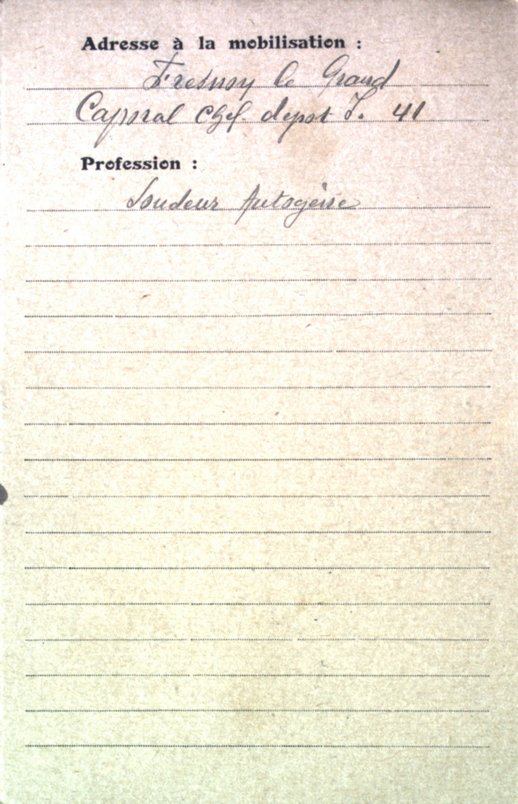 Adresse à la mobilisation :
Fresnoy le Grand
Caporal chef depot I. 41
Profession :
Soudeur Autogène